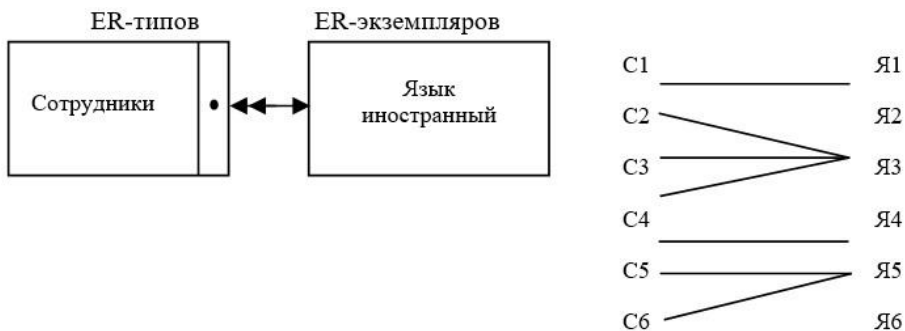 ER-типов ER-экземпляров
Сотрудники
Язык
иностранный
С1 Я1
С2 Я2
С3 Я3
С4 Я4
С5 Я5
С6 Я6